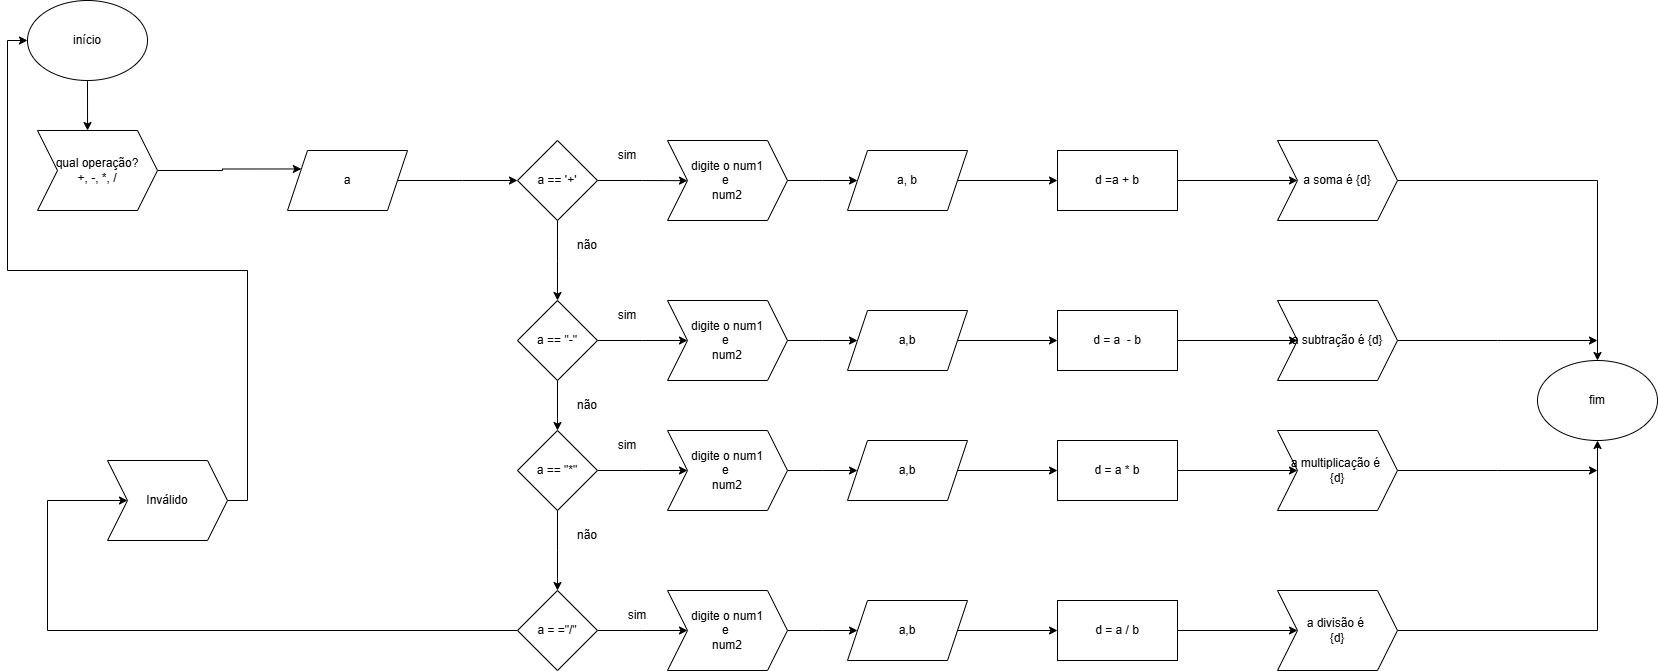 início
qual operação?
+, -, *, /
a
a == '+'
sim
digite o num1
e
num2
a, b
d =a + b
a soma é {d}
não
a == "-"
sim
digite o num1
e
num2
a,b
d = a  - b
a subtração é {d}
fim
não
a == "*"
sim
digite o num1
e
num2
a,b
d = a * b
a multiplicação é
{d}
Inválido
não
a = ="/"
sim
digite o num1
e
num2
a,b
d = a / b
a divisão é
{d}